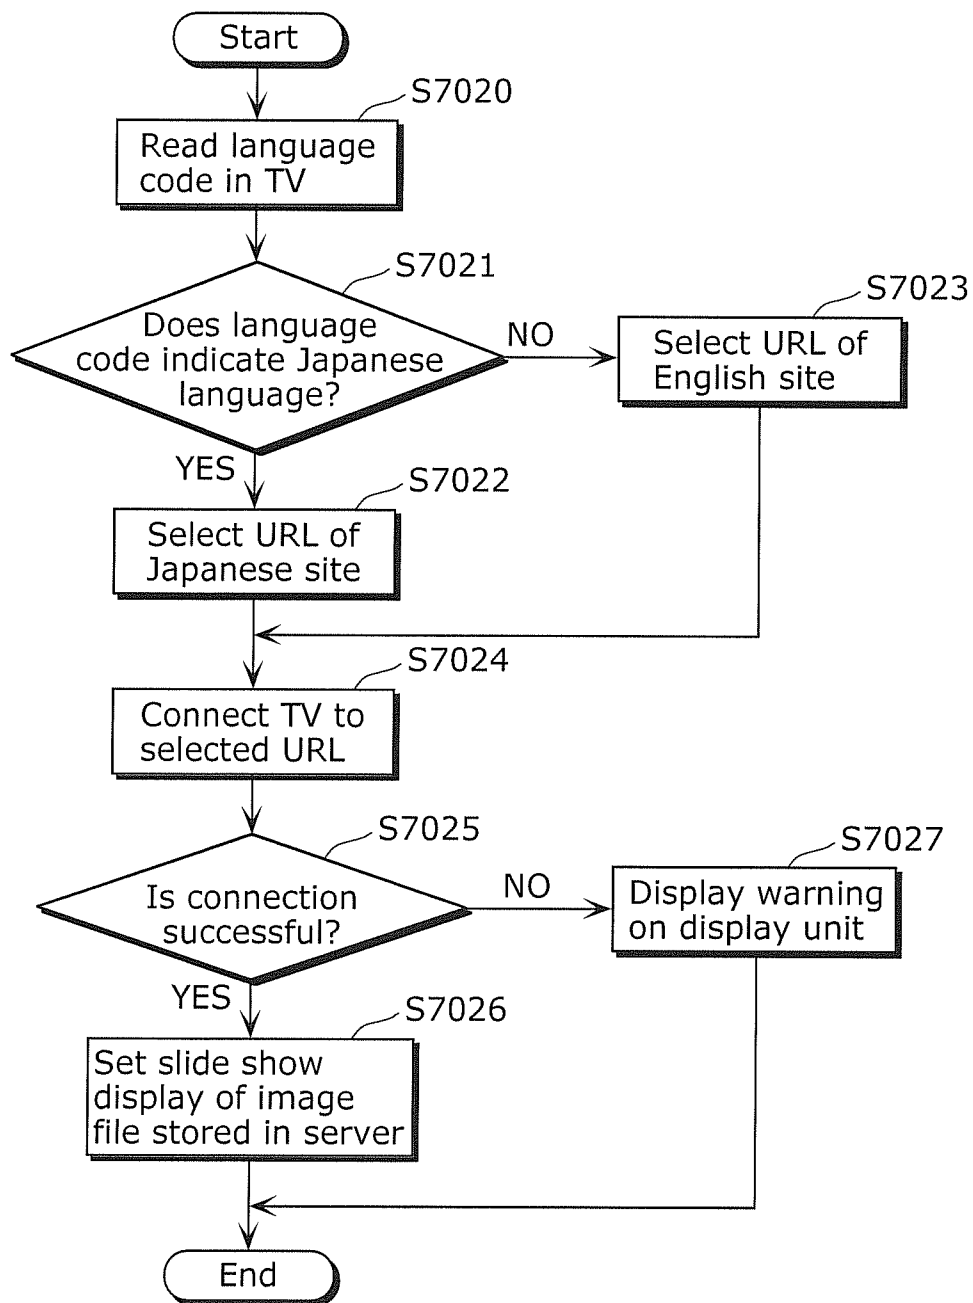 Start
S7020
Read language
code in TV
S7021
Does language
code indicate Japanese
language?
NO
S7023
Select URL of
English site
YES
S7022
Select URL of
Japanese site
S7024
Connect TV to
selected URL
S7025
Is connection
successful?
NO
S7027
Display warning
on display unit
YES
S7026
Set slide show
display of image
file stored in server
End